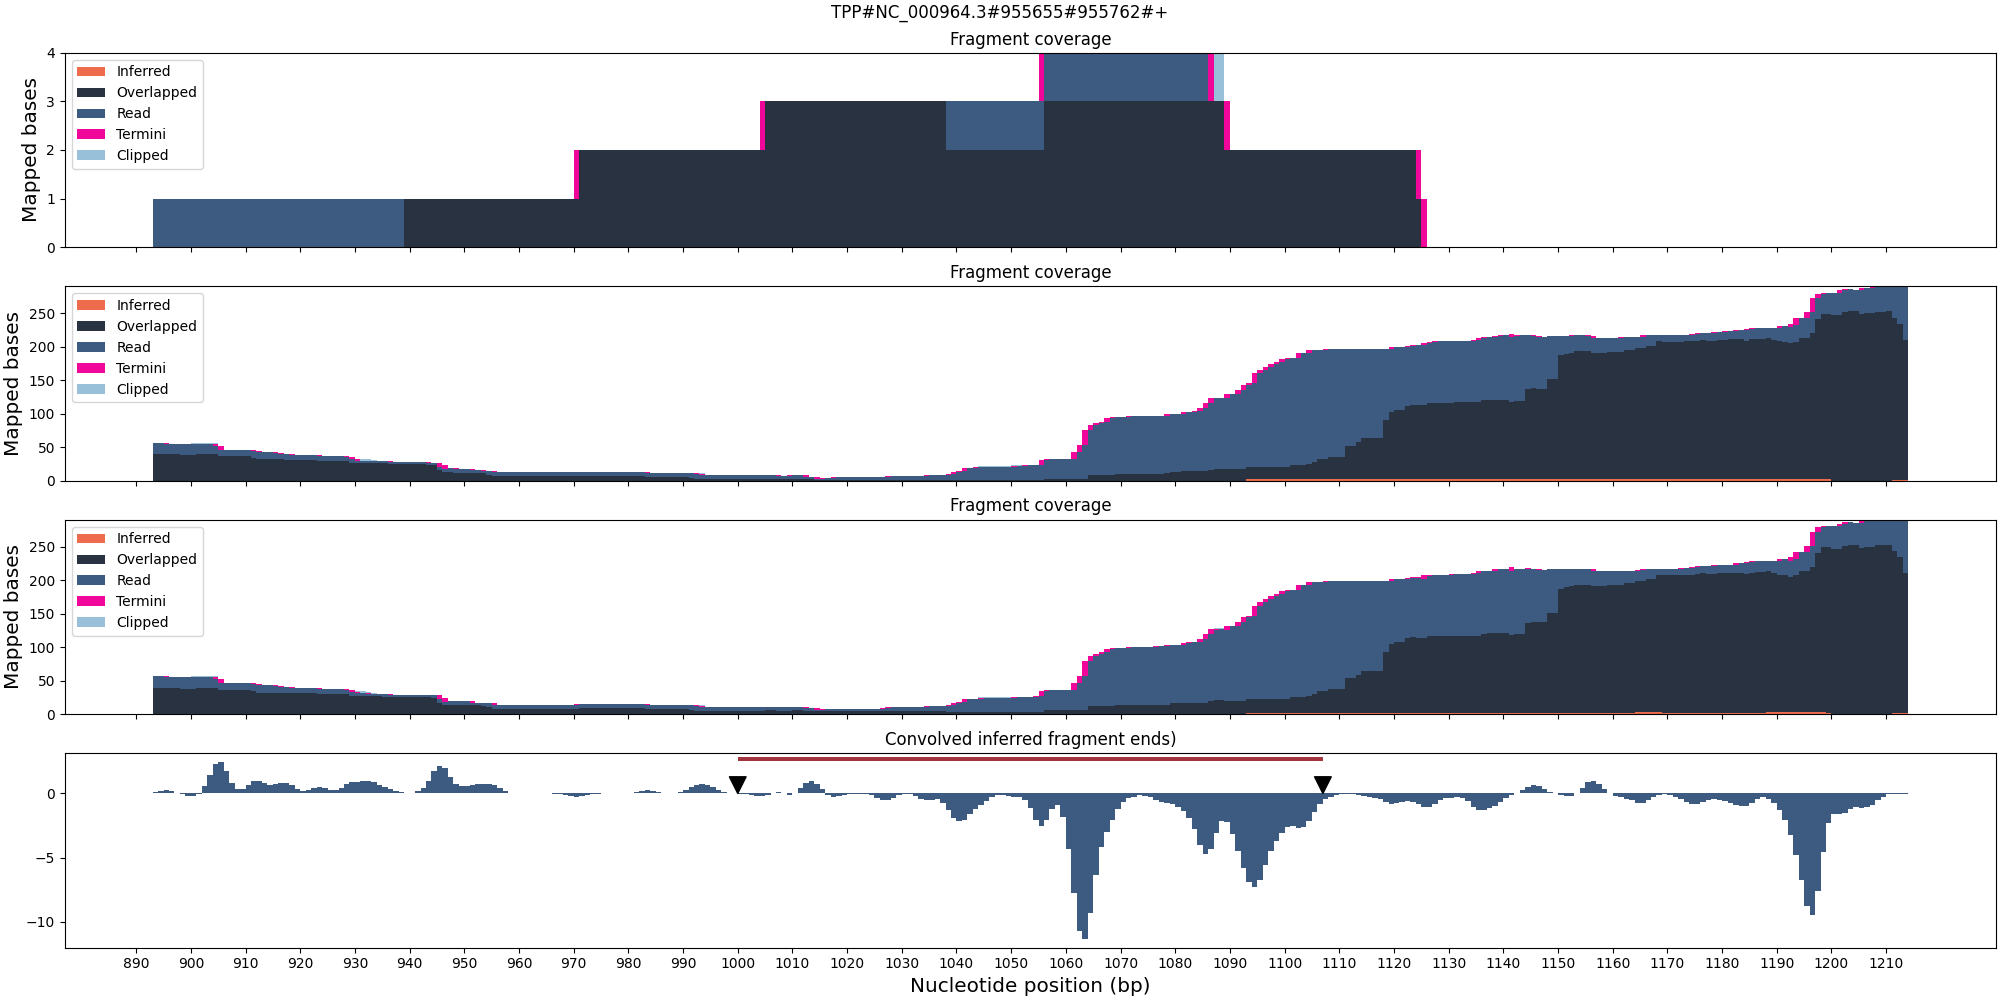 TPP#NC_000964.3#955655#955762#+
Fragment coverage
Mapped bases
4
3
2
1
0
Inferred
Overlapped
Read
Termini
Clipped
Fragment coverage
Mapped bases
250
200
150
100
50
0
Inferred
Overlapped
Read
Termini
Clipped
Fragment coverage
Mapped bases
250
200
150
100
50
0
Inferred
Overlapped
Read
Termini
Clipped
Convolved inferred fragment ends)
0
−5
−10
890 900 910 920 930 940 950 960 970 980 990 1000 1010 1020 1030 1040 1050 1060 1070 1080 1090 1100 1110 1120 1130 1140 1150 1160 1170 1180 1190 1200 1210
Nucleotide position (bp)